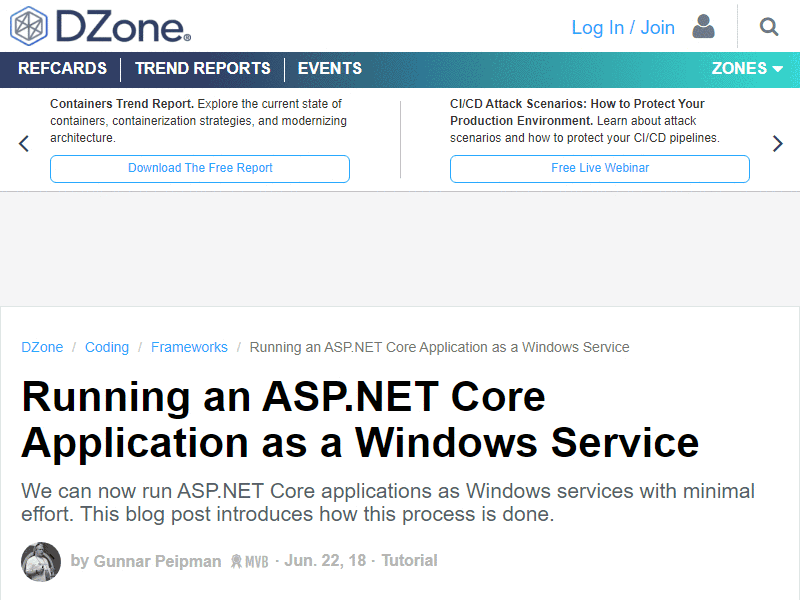 DZone®
Log In / Join
REFCARDS
TREND REPORTS
EVENTS
ZONES
Containers Trend Report. Explore the current state of
containers, containerization strategies, and modernizing
architecture.
Download The Free Report
CI/CD Attack Scenarios: How to Protect Your
Production Environment. Learn about attack
scenarios and how to protect your CI/CD pipelines.
Free Live Webinar
DZone / Coding / Frameworks / Running an ASP.NET Core Application as a Windows Service
Running an ASP.NET Core
Application as a Windows Service
We can now run ASP.NET Core applications as Windows services with minimal
effort. This blog post introduces how this process is done.
by Gunnar Peipman MVB · Jun. 22, 18 · Tutorial